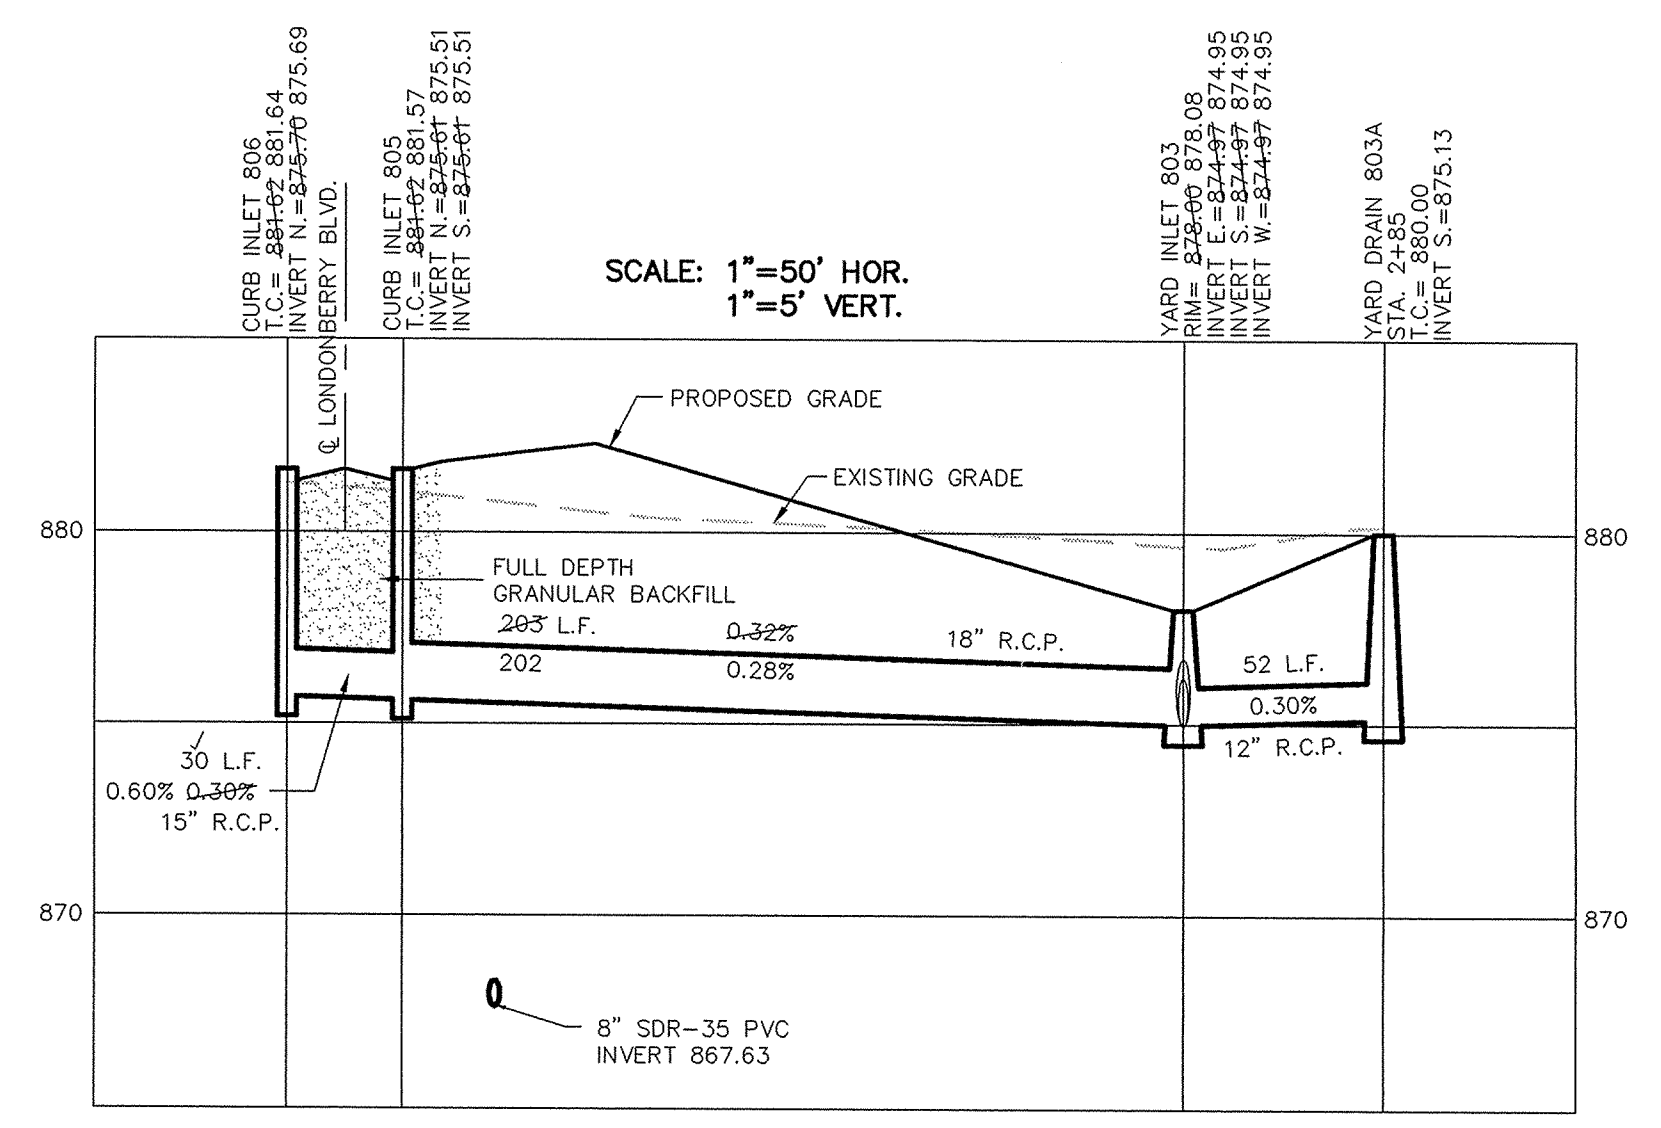 CURB INLET 806
T.C.= 881.62 881.64
INVERT N.=875.70 875.69
℄ LONDONBERRY BLVD.
CURB INLET 805
T.C.= 881.62 881.57
INVERT N.=875.61 875.51
INVERT S.=875.61 875.51
SCALE: 1"=50' HOR.
1"=5' VERT.
YARD INLET 803
RIM= 878.00 878.08
INVERT E.=874.97 874.95
INVERT S.=874.97 874.95
INVERT W.=874.97 874.95
YARD DRAIN 803A
STA. 2+85
T.C.= 880.00
INVERT S.=875.13
PROPOSED GRADE
EXISTING GRADE
880
880
FULL DEPTH
GRANULAR BACKFILL
203 L.F.
0.32%
18" R.C.P.
202
0.28%
52 L.F.
0.30%
12" R.C.P.
30 L.F.
0.60% 0.30%
15" R.C.P.
870
870
8" SDR-35 PVC
INVERT 867.63